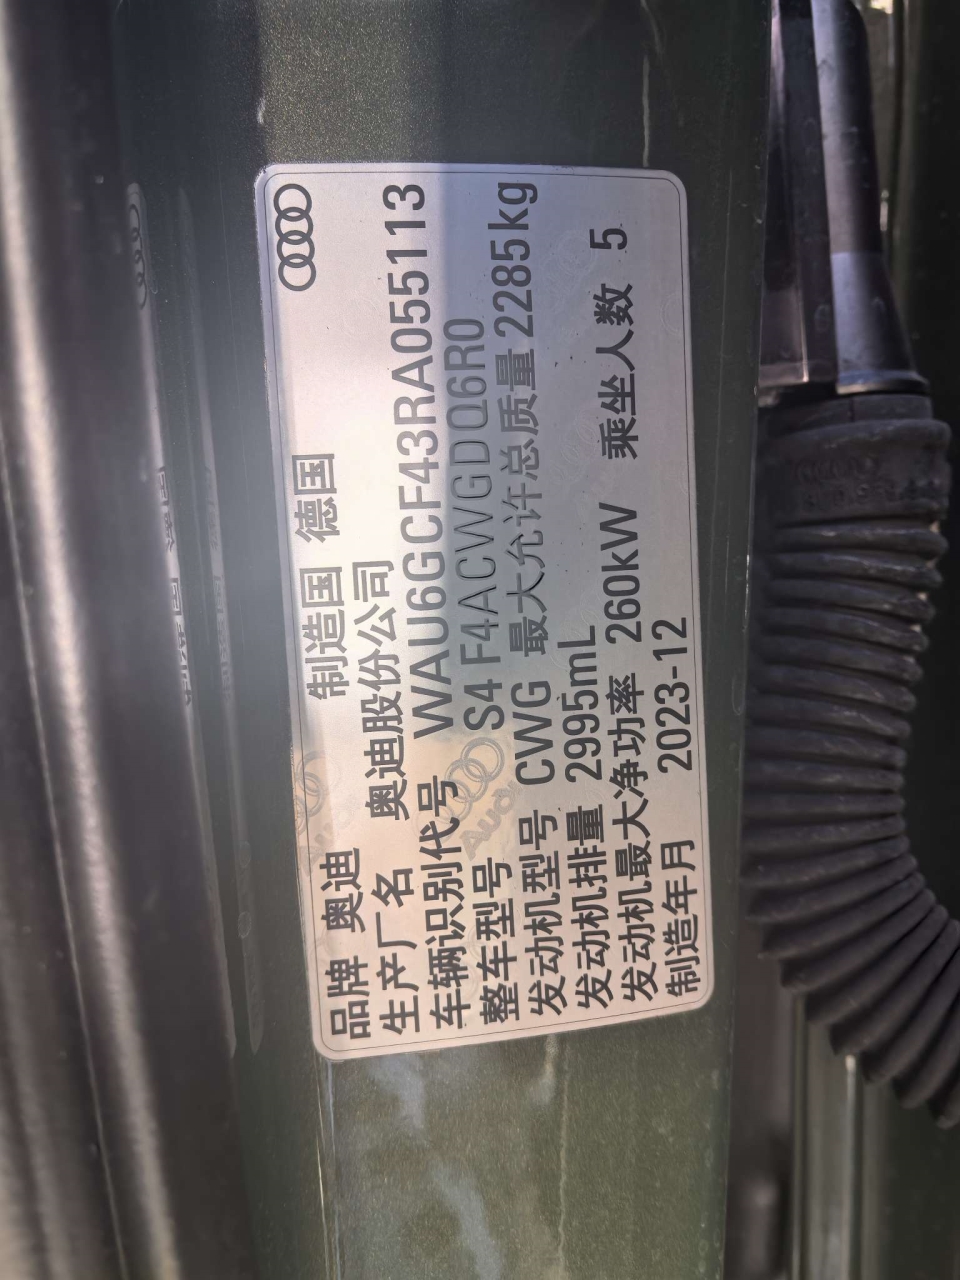 品牌 奥迪 制造国 德国
生产厂名 奥迪股份公司
车辆识别代号 WAU6GCF43RA055113
整车型号 S4 F4ACWGDQ6R0
发动机型号 CWG 最大允许总质量 2285kg
发动机排量 2995mL
发动机最大净功率 260kW 乘坐人数 5
制造年月 2023-12
Audi
Audi